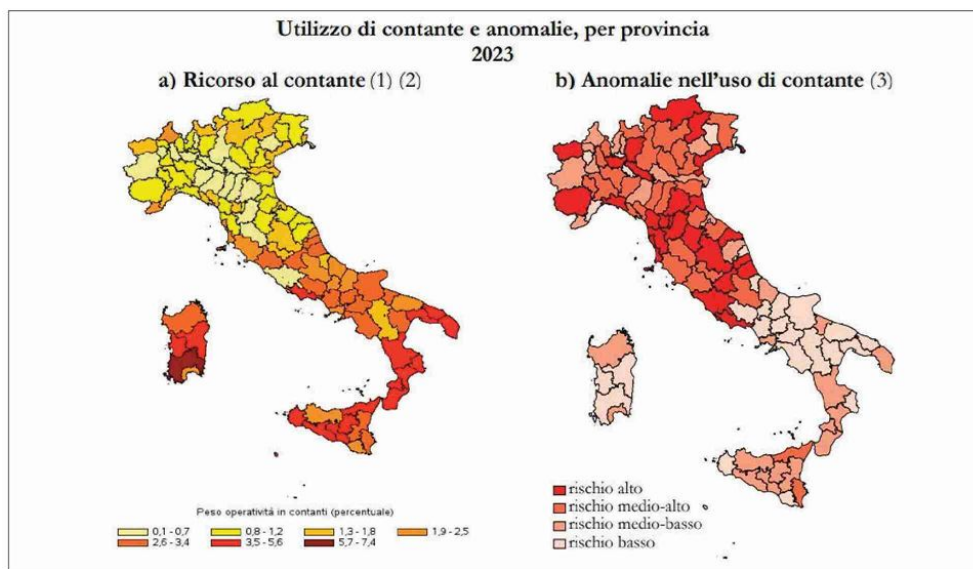 Utilizzo di contante e anomalie, per provincia
2023
a) Ricorso al contante (1) (2)
b) Anomalie nell'uso di contante (3)
Peso operatività in contanti (percentuale)
0,1 - 0,7
0,8 - 1,2
1,3 - 1,8
1,9 - 2,5
2,6 - 3,4
3,5 - 5,6
5,7 - 7,4
rischio alto
rischio medio-alto
rischio medio-basso
rischio basso